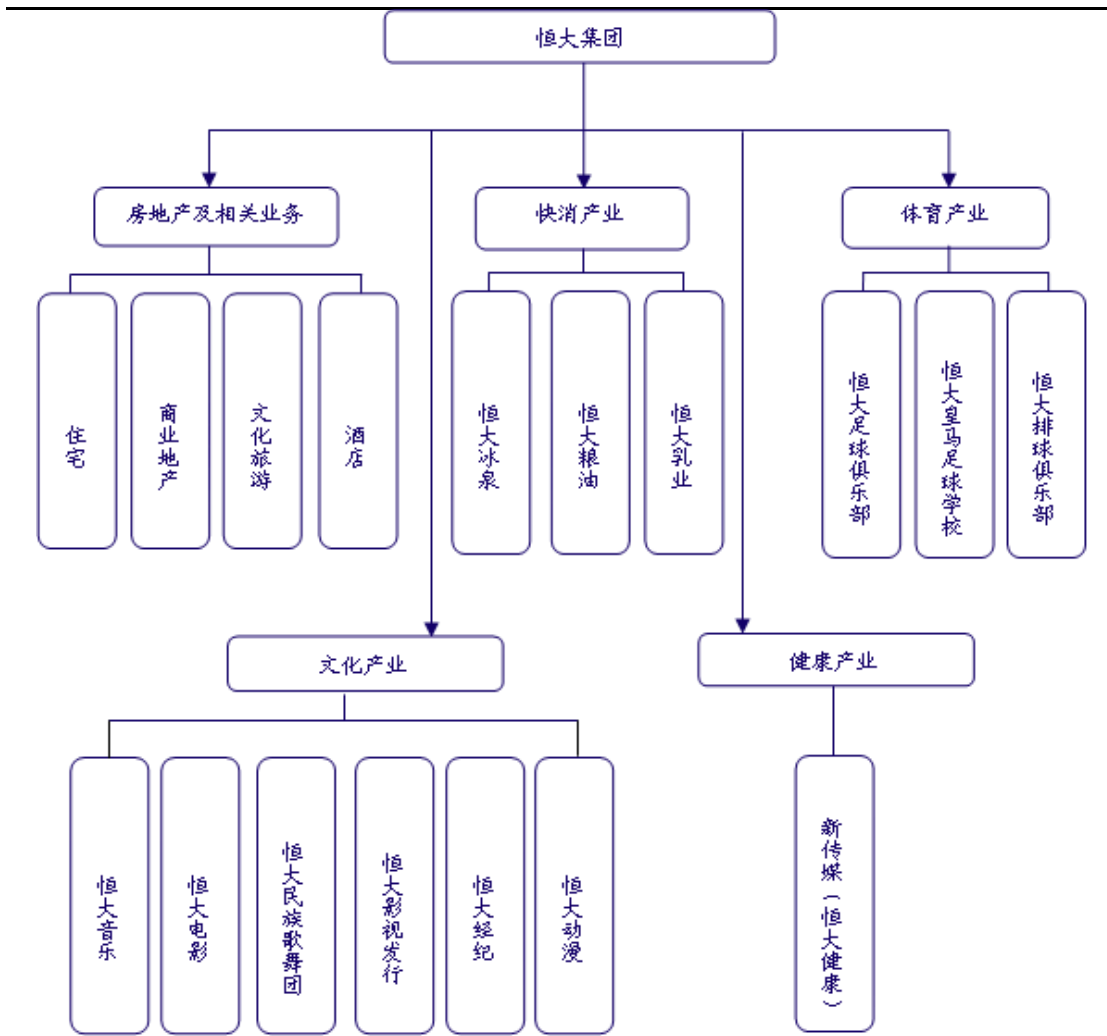 恒大集团
房地产及相关业务
快消产业
体育产业
住宅
商业地产
文化旅游
酒店
恒大冰泉
恒大粮油
恒大乳业
恒大足球俱乐部
恒大皇马足球学校
恒大排球俱乐部
文化产业
健康产业
恒大音乐
恒大电影
恒大民族歌舞团
恒大影视发行
恒大经纪
恒大动漫
新传媒（恒大健康）